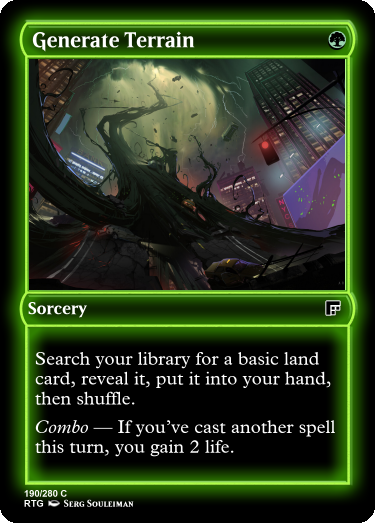 Generate Terrain
Sorcery
Search your library for a basic land
card, reveal it, put it into your hand,
then shuffle.
Combo — If you've cast another spell
this turn, you gain 2 life.
190/280 C
RTG Serg Souleiman